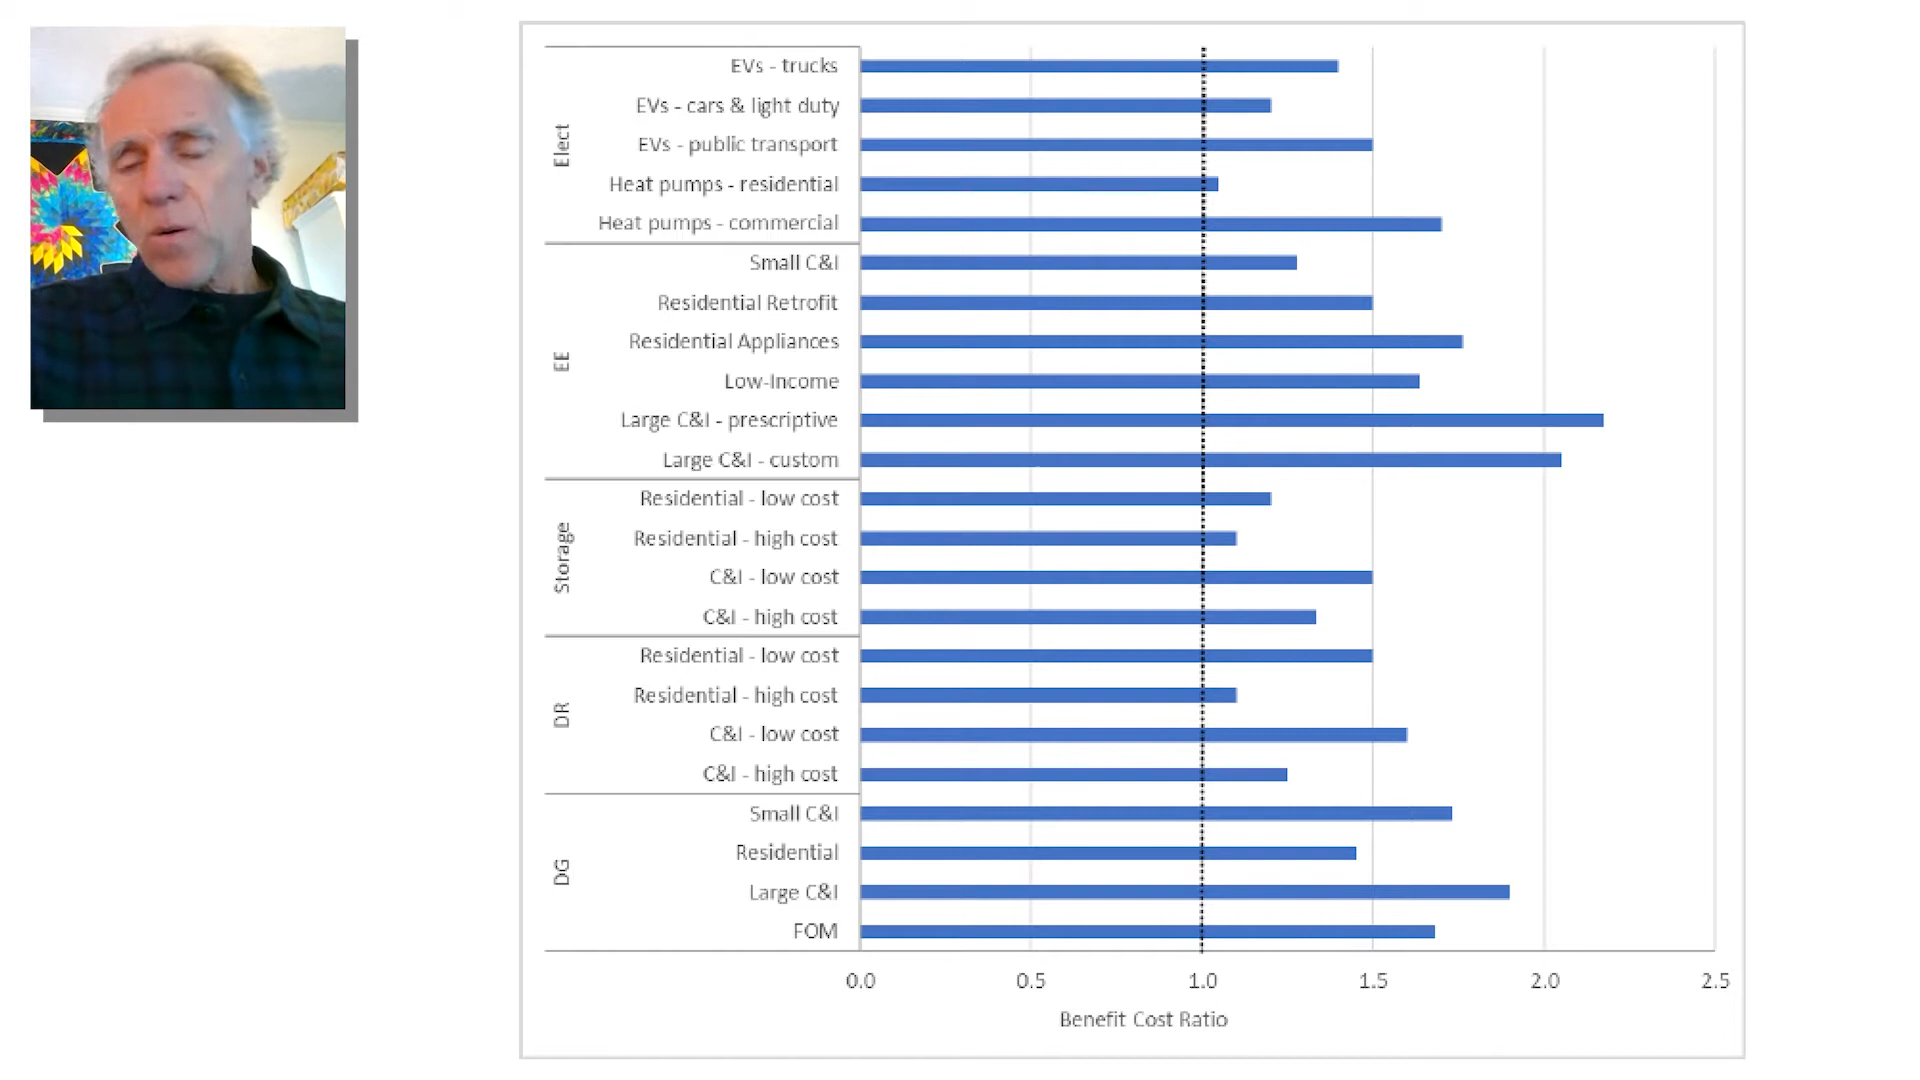 Elect
EVs - trucks
EVs - cars & light duty
EVs - public transport
Heat pumps - residential
Heat pumps - commercial
EE
Small C&I
Residential Retrofit
Residential Appliances
Low-Income
Large C&I - prescriptive
Large C&I - custom
Storage
Residential - low cost
Residential - high cost
C&I - low cost
C&I - high cost
DR
Residential - low cost
Residential - high cost
C&I - low cost
C&I - high cost
DG
Small C&I
Residential
Large C&I
FOM
0.0 0.5 1.0 1.5 2.0 2.5
Benefit Cost Ratio